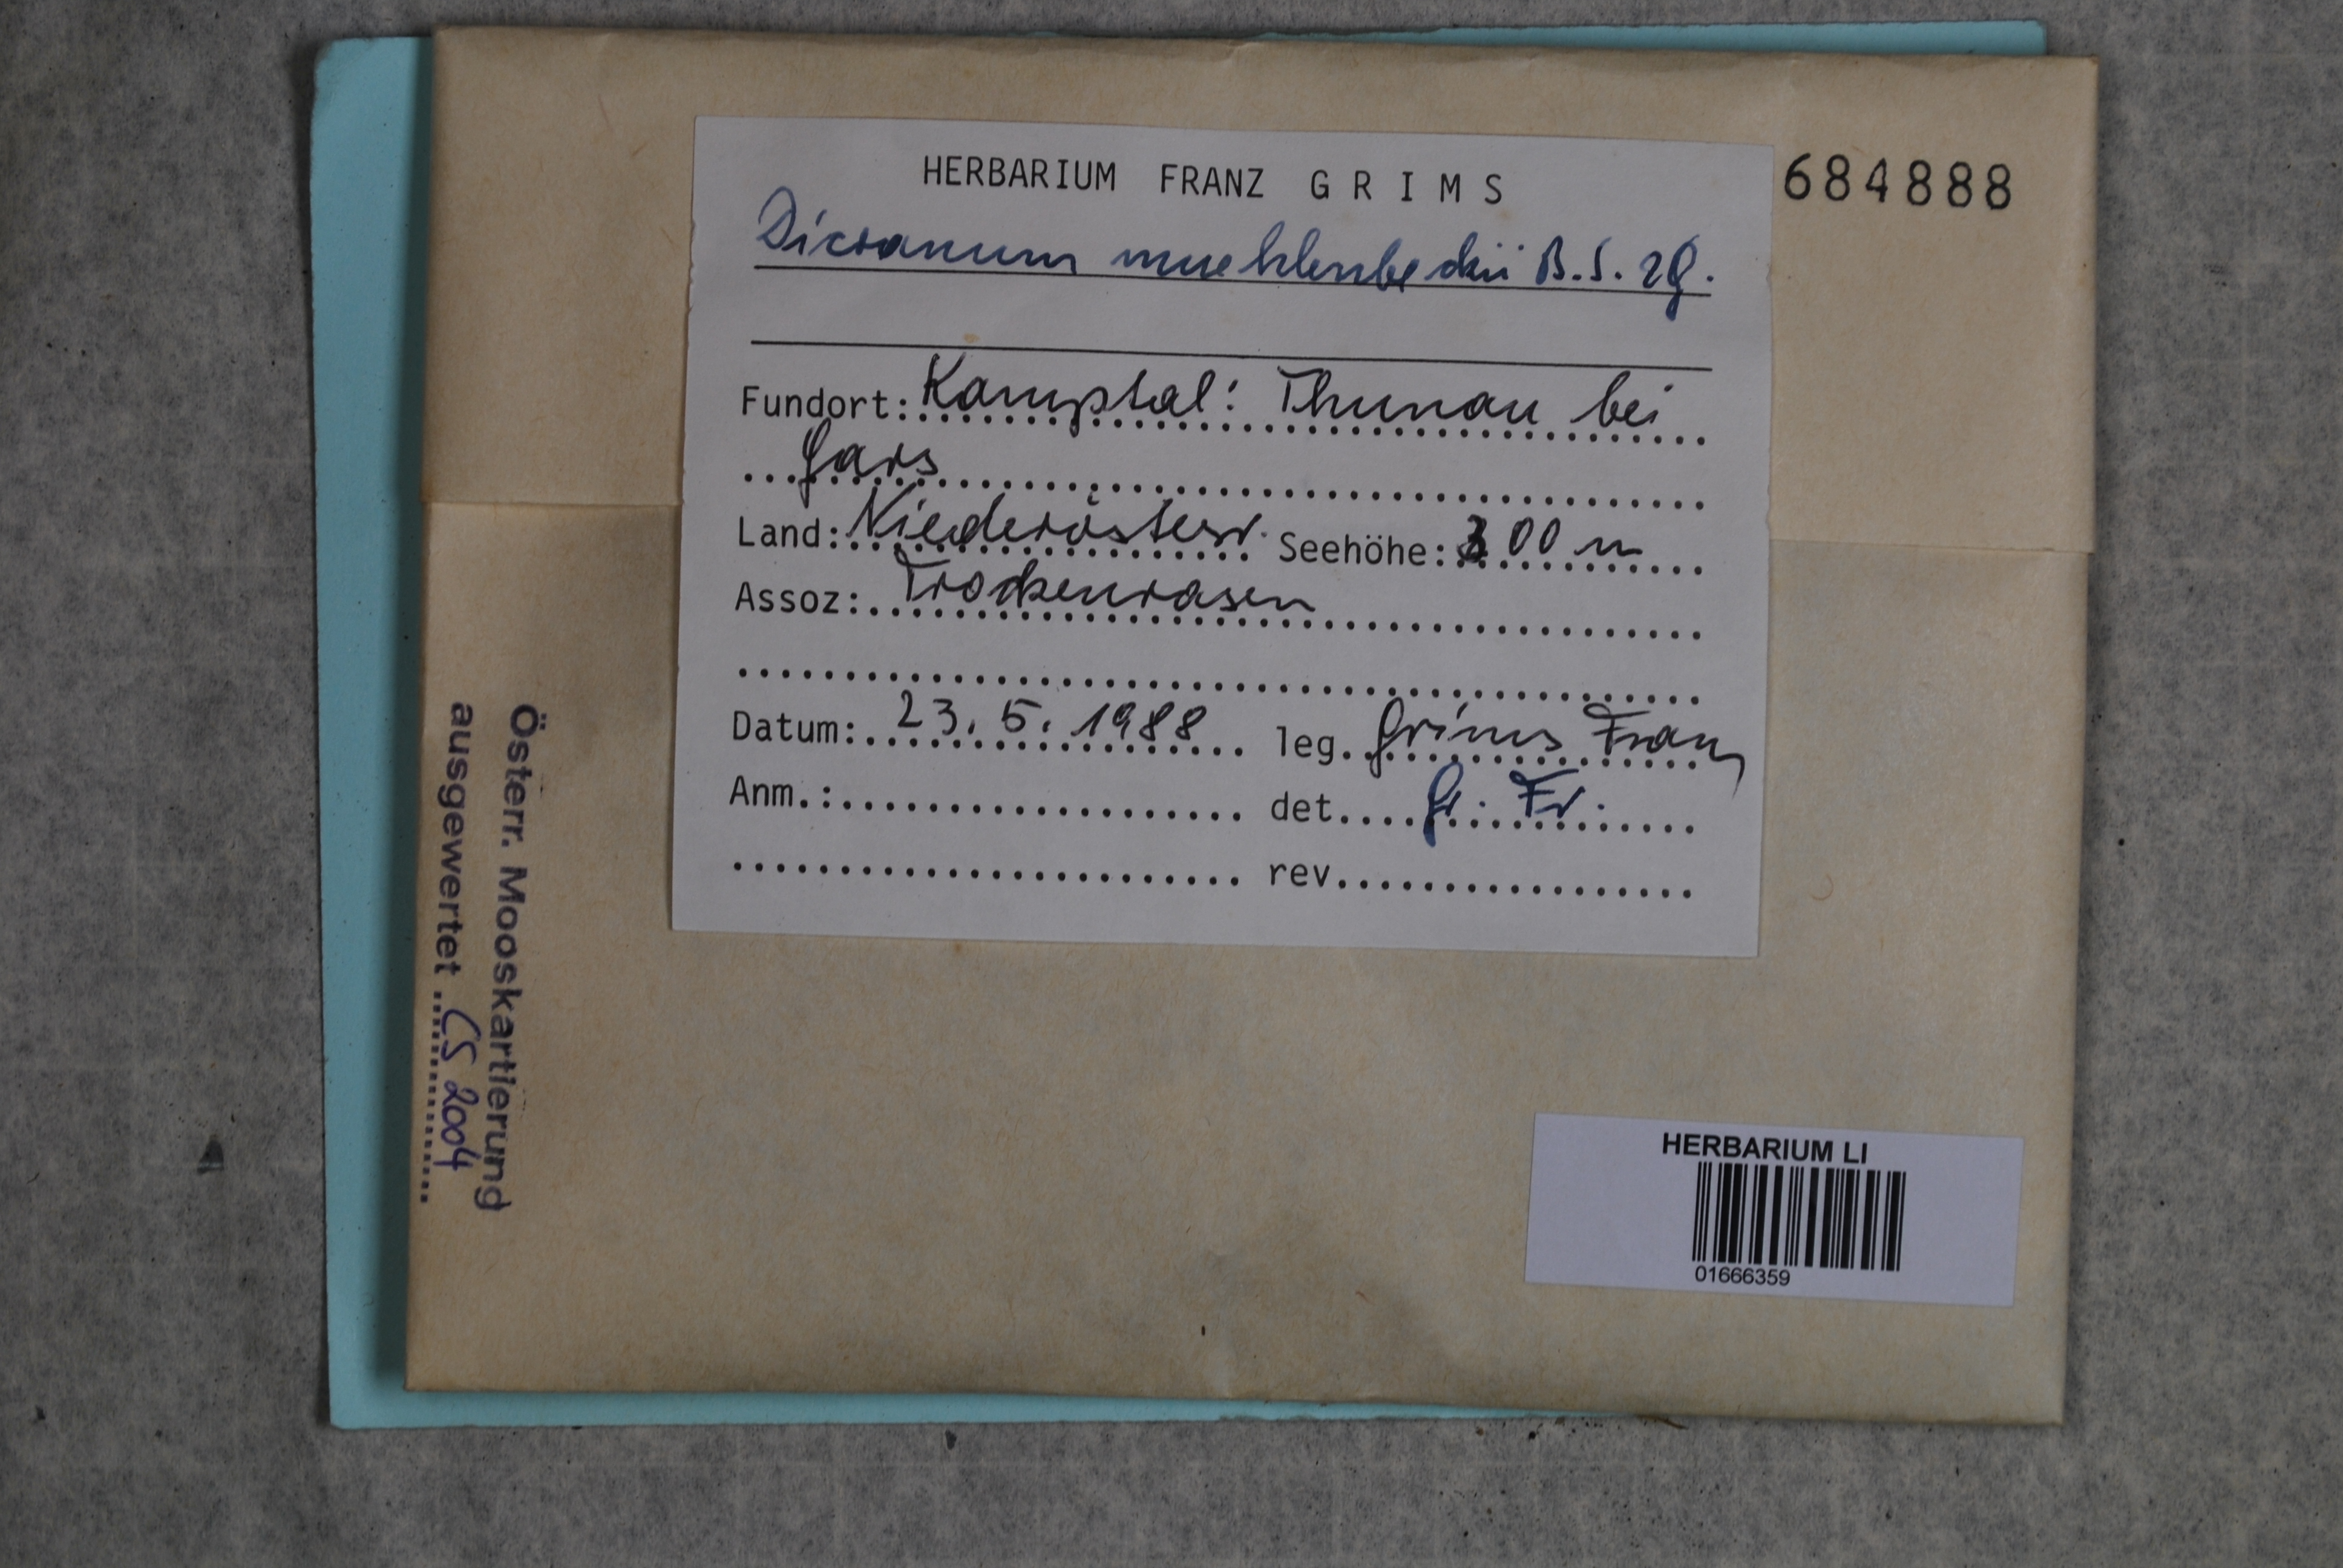 HERBARIUM FRANZ G R I M S
684888
Dicranum muehlenbeckii B.S.
Fundort: Kamptal: Thunau bei
Gars
Land: Niederösterr. Seehöhe: 300 m
Assoz: Trockenrasen
Datum: 23. 5. 1988 leg. Grims Franz
Anm.: det. Gr. Fr.
rev.
Österr. Mooskartierung
ausgewertet CS 2004
HERBARIUM LI
01666359